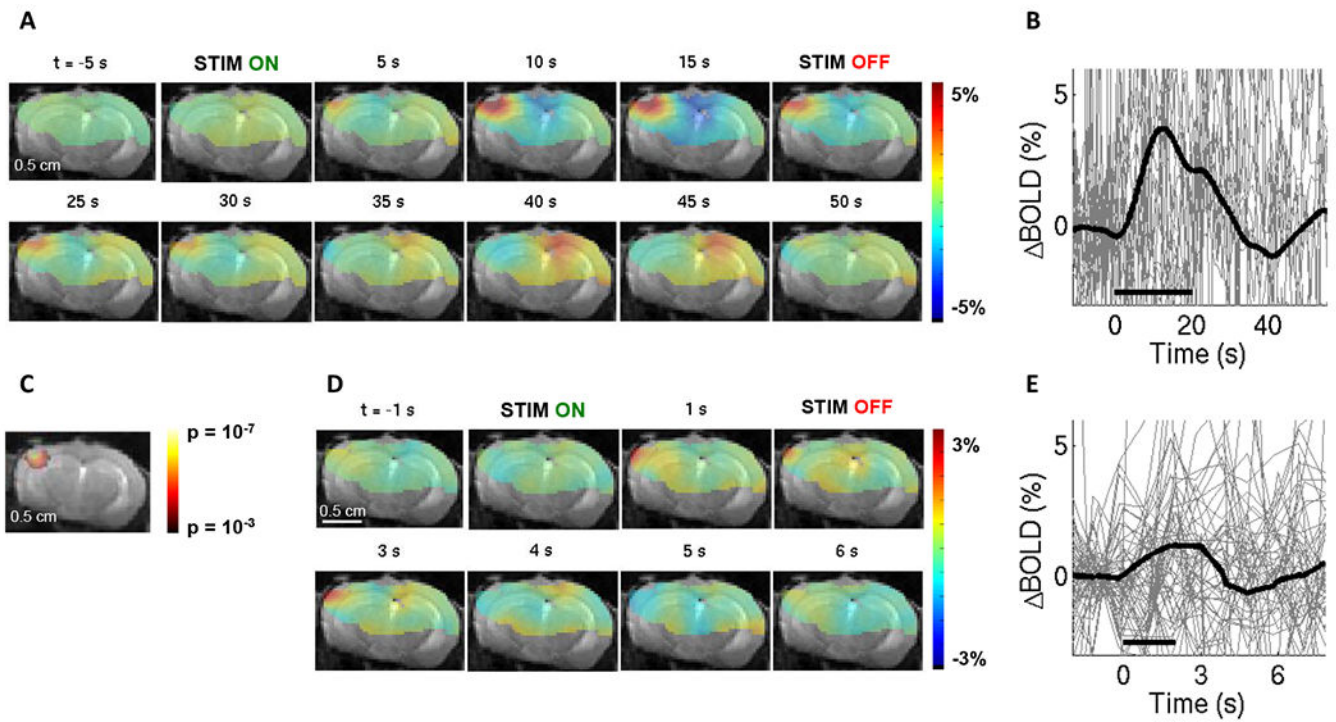 A
t = -5 s STIM ON 5 s 10 s 15 s STIM OFF
0.5 cm
5%
25 s 30 s 35 s 40 s 45 s 50 s
-5%
B
5
0
ΔBOLD (%)
0 20 40
Time (s)
C
p = 10⁻⁷
0.5 cm
p = 10⁻³
D
t = -1 s STIM ON 1 s STIM OFF
3%
0.5 cm
3 s 4 s 5 s 6 s
-3%
E
5
0
ΔBOLD (%)
0 3 6
Time (s)